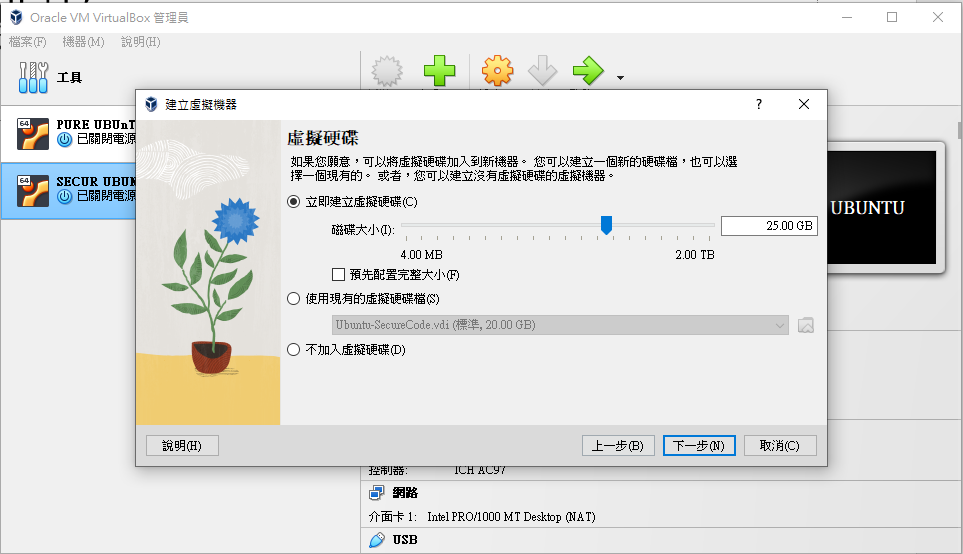 Oracle VM VirtualBox 管理員
檔案(F) 機器(M) 說明(H)
工具
建立虛擬機器
?
64
PURE UBUnT
已關閉電源
64
SECUR UBUN
已關閉電源
虛擬硬碟
如果您願意，可以將虛擬硬碟加入到新機器。 您可以建立一個新的硬碟檔，也可以選
擇一個現有的。 或者，您可以建立沒有虛擬硬碟的虛擬機器。
立即建立虛擬硬碟(C)
磁碟大小(I):
25.00 GB
4.00 MB 2.00 TB
預先配置完整大小(F)
使用現有的虛擬硬碟檔(S)
Ubuntu-SecureCode.vdi (標準, 20.00 GB)
不加入虛擬硬碟(D)
UBUNTU
說明(H) 上一步(B) 下一步(N) 取消(C)
控制器: ICH AC97
網路
介面卡 1: Intel PRO/1000 MT Desktop (NAT)
USB